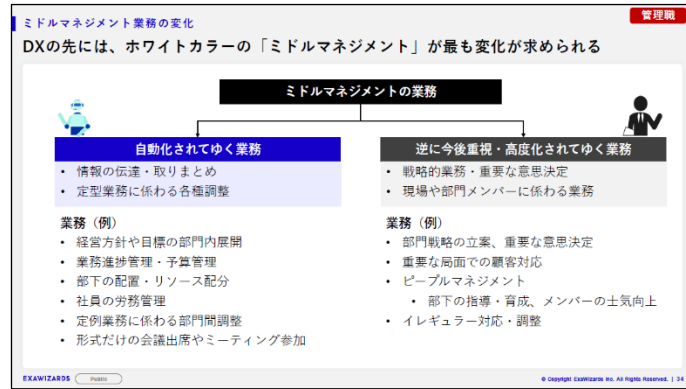 管理職
ミドルマネジメント業務の変化
DXの先には、ホワイトカラーの「ミドルマネジメント」が最も変化が求められる
ミドルマネジメントの業務
自動化されてゆく業務
• 情報の伝達・取りまとめ
• 定型業務に係わる各種調整
業務（例）
• 経営方針や目標の部門内展開
• 業務進捗管理・予算管理
• 部下の配置・リソース配分
• 社員の労務管理
• 定例業務に係わる部門間調整
• 形式だけの会議出席やミーティング参加
逆に今後重視・高度化されてゆく業務
• 戦略的業務・重要な意思決定
• 現場や部門メンバーに係わる業務
業務（例）
• 部門戦略の立案、重要な意思決定
• 重要な局面での顧客対応
• ピープルマネジメント
• 部下の指導・育成、メンバーの士気向上
• イレギュラー対応・調整
EXAWIZARDS Public
© Copyright ExaWizards Inc. All Rights Reserved. | 34